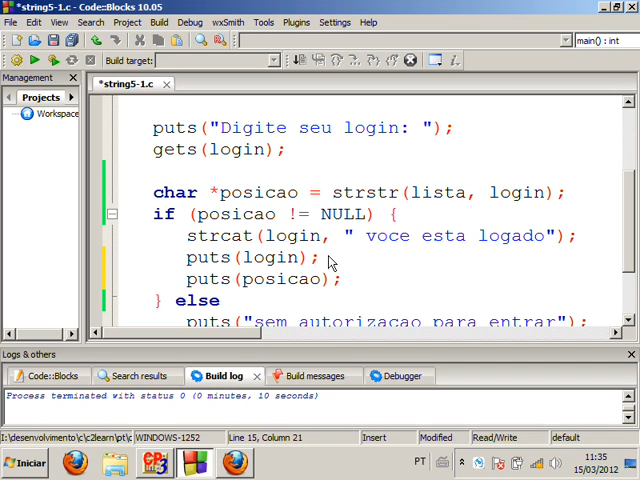 *string5-1.c - Code::Blocks 10.05
File Edit View Search Project Build Debug wxSmith Tools Plugins Settings Help
main() : int
Build target:
Management
*string5-1.c
Projects
Workspace
puts("Digite seu login: ");
gets(login);
char *posicao = strstr(lista, login);
if (posicao != NULL) {
strcat(login, " voce esta logado");
puts(login);
puts(posicao);
} else
puts("sem autorizacao para entrar");
Logs & others
Code::Blocks Search results Build log Build messages Debugger
Process terminated with status 0 (0 minutes, 10 seconds)
I:\desenvolvimento\c\c2learn\pt\c WINDOWS-1252 Line 15, Column 21 Insert Modified Read/Write default
Iniciar PT 11:35
15/03/2012